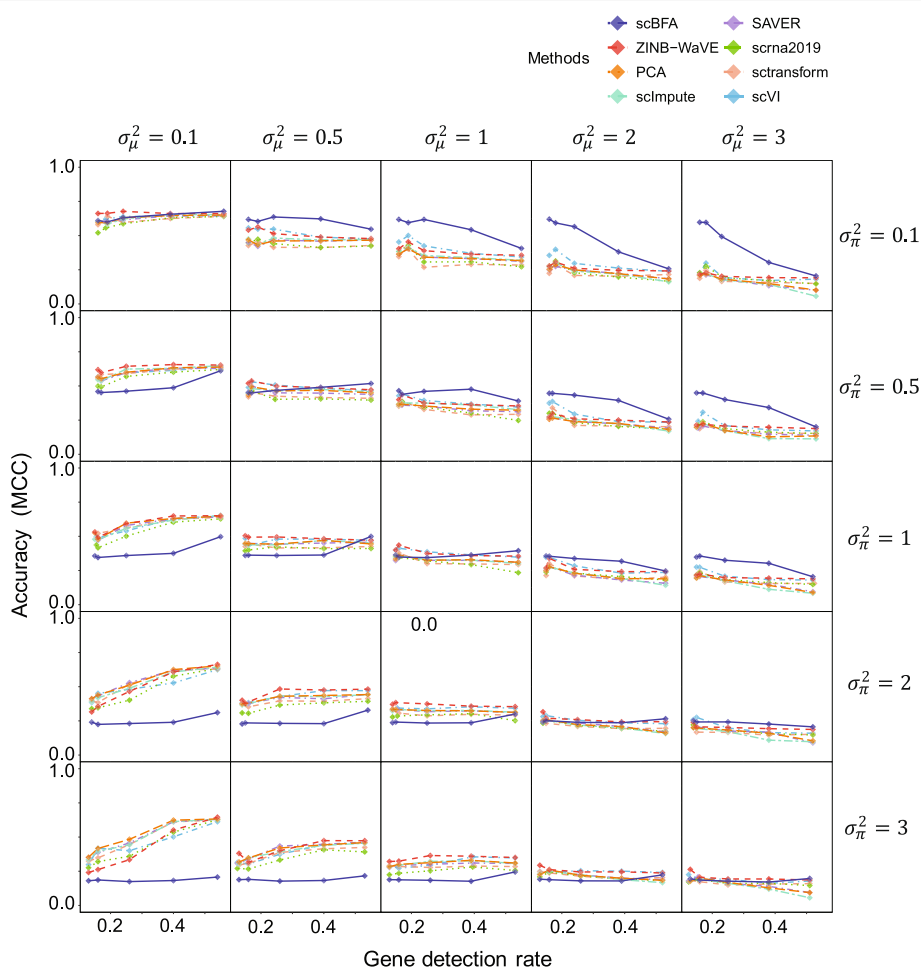 Methods
scBFA
SAVER
ZINB-WaVE
scrna2019
PCA
sctransform
scImpute
scVI
σ²μ = 0.1
σ²μ = 0.5
σ²μ = 1
σ²μ = 2
σ²μ = 3
1.0
σ²π = 0.1
0.0
1.0
σ²π = 0.5
0.0
Accuracy (MCC)
1.0
σ²π = 1
0.0
1.0
0.0
σ²π = 2
0.0
1.0
σ²π = 3
0.0
0.2 0.4 0.2 0.4 0.2 0.4 0.2 0.4 0.2 0.4
Gene detection rate